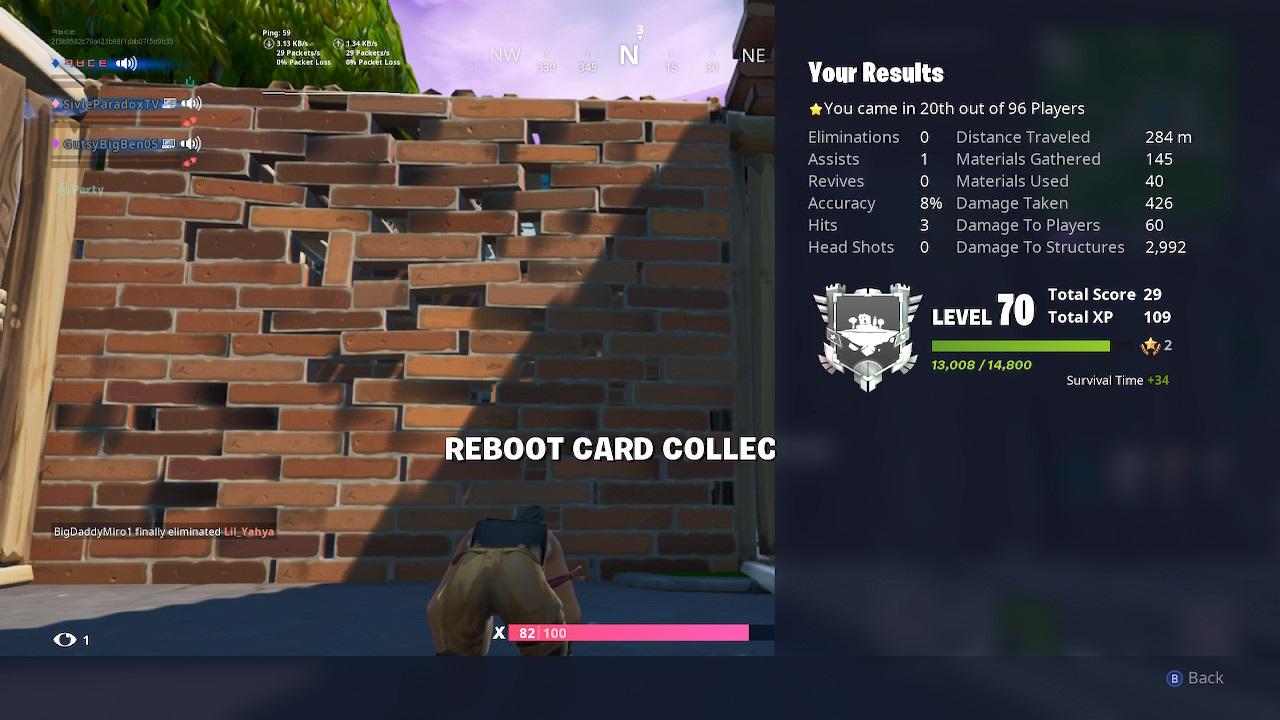 Ping: 59
3.13 KB/s 1.34 KB/s
29 Packets/s 29 Packets/s
0% Packet Loss 0% Packet Loss
3
NW 330 345 N 15 30 NE
SivleParadoxTV
GutsyBigBen05
Party
REBOOT CARD COLLEC
BigDaddyMiro1 finally eliminated Lil_Yahya
1
X 82 100
Your Results
You came in 20th out of 96 Players
Eliminations 0 Distance Traveled 284 m
Assists 1 Materials Gathered 145
Revives 0 Materials Used 40
Accuracy 8% Damage Taken 426
Hits 3 Damage To Players 60
Head Shots 0 Damage To Structures 2,992
LEVEL 70
Total Score 29
Total XP 109
2
13,008 / 14,800
Survival Time +34
B Back